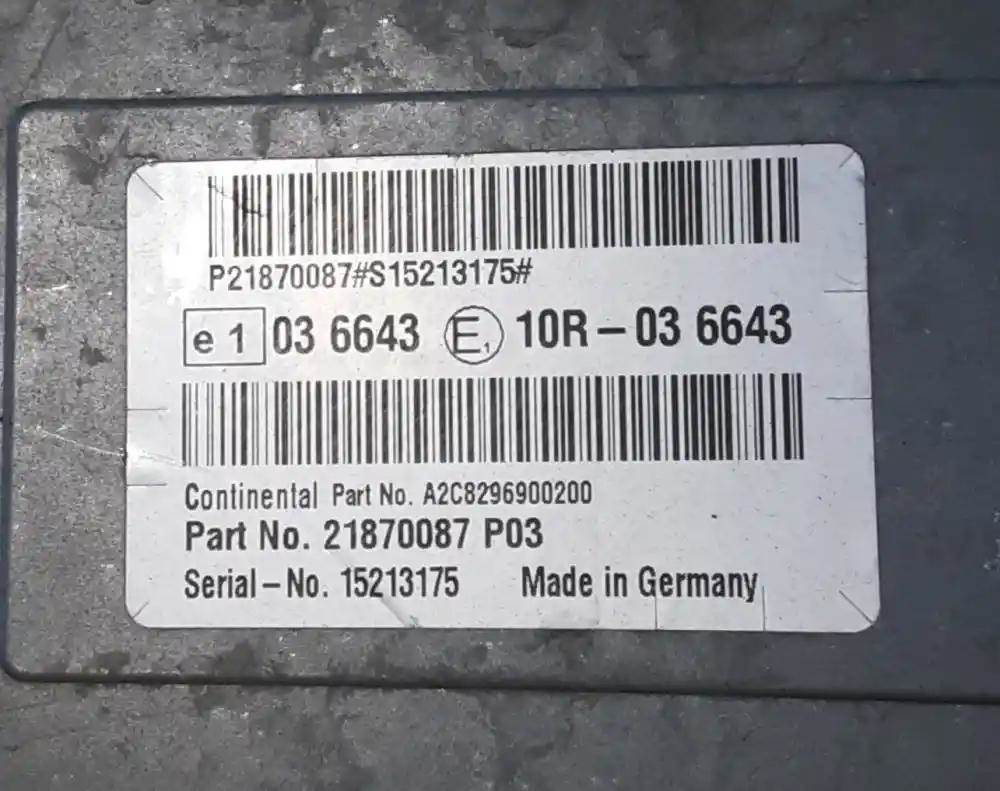 P21870087#S15213175#
e 1 03 6643 E1 10R-03 6643
Continental Part No. A2C8296900200
Part No. 21870087 P03
Serial-No. 15213175 Made in Germany